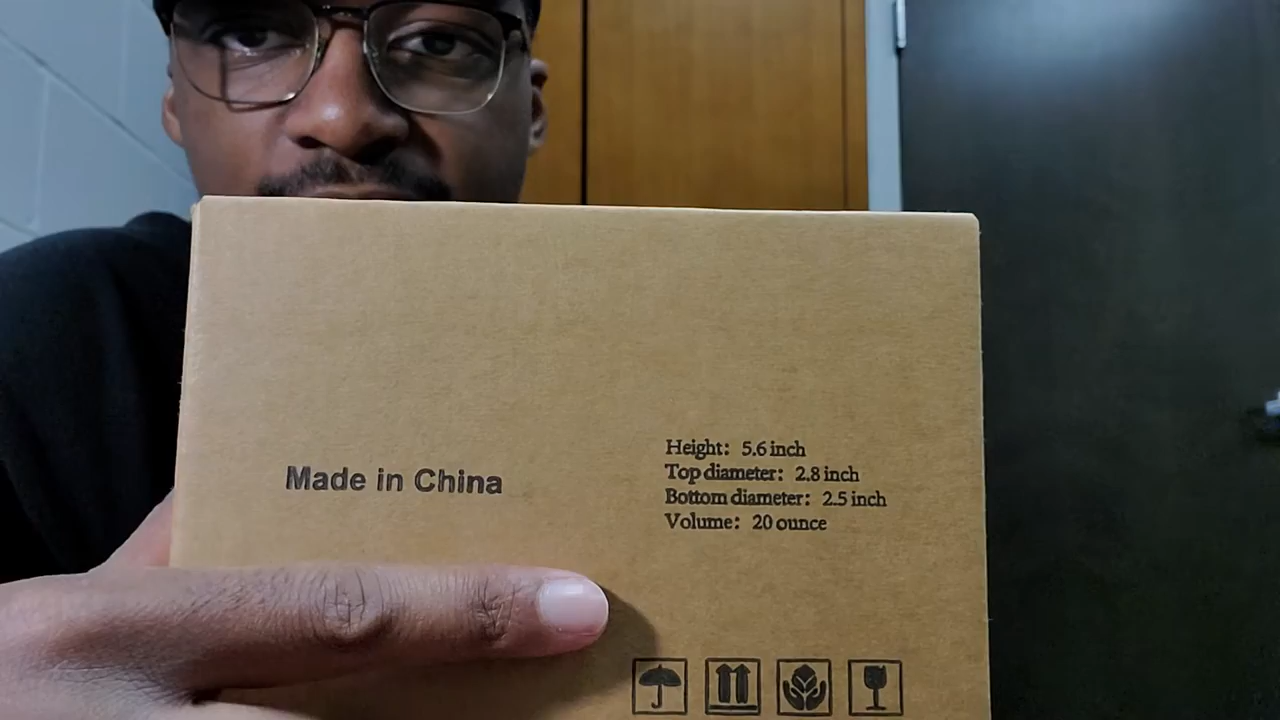 Made in China
Height: 5.6 inch
Top diameter: 2.8 inch
Bottom diameter: 2.5 inch
Volume: 20 ounce